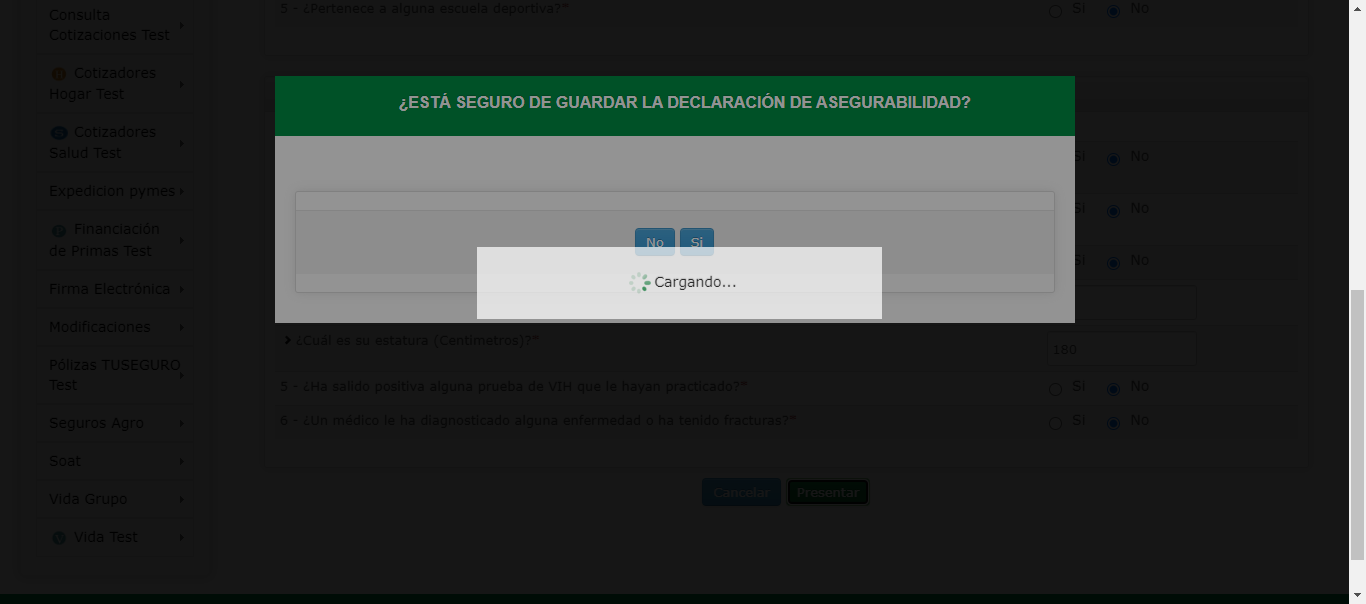 Consulta
Cotizaciones Test
Cotizadores
Hogar Test
Cotizadores
Salud Test
Expedicion pymes
Financiación
de Primas Test
Firma Electrónica
Modificaciones
Pólizas TUSEGURO
Test
Seguros Agro
Soat
Vida Grupo
Vida Test
5 - ¿Pertenece a alguna escuela deportiva?* Si No
¿ESTÁ SEGURO DE GUARDAR LA DECLARACIÓN DE ASEGURABILIDAD?
Si No
Si No
Si No
No Si
Cargando...
¿Cuál es su estatura (Centimetros)?* 180
5 - ¿Ha salido positiva alguna prueba de VIH que le hayan practicado?* Si No
6 - ¿Un médico le ha diagnosticado alguna enfermedad o ha tenido fracturas?* Si No
Cancelar Presentar